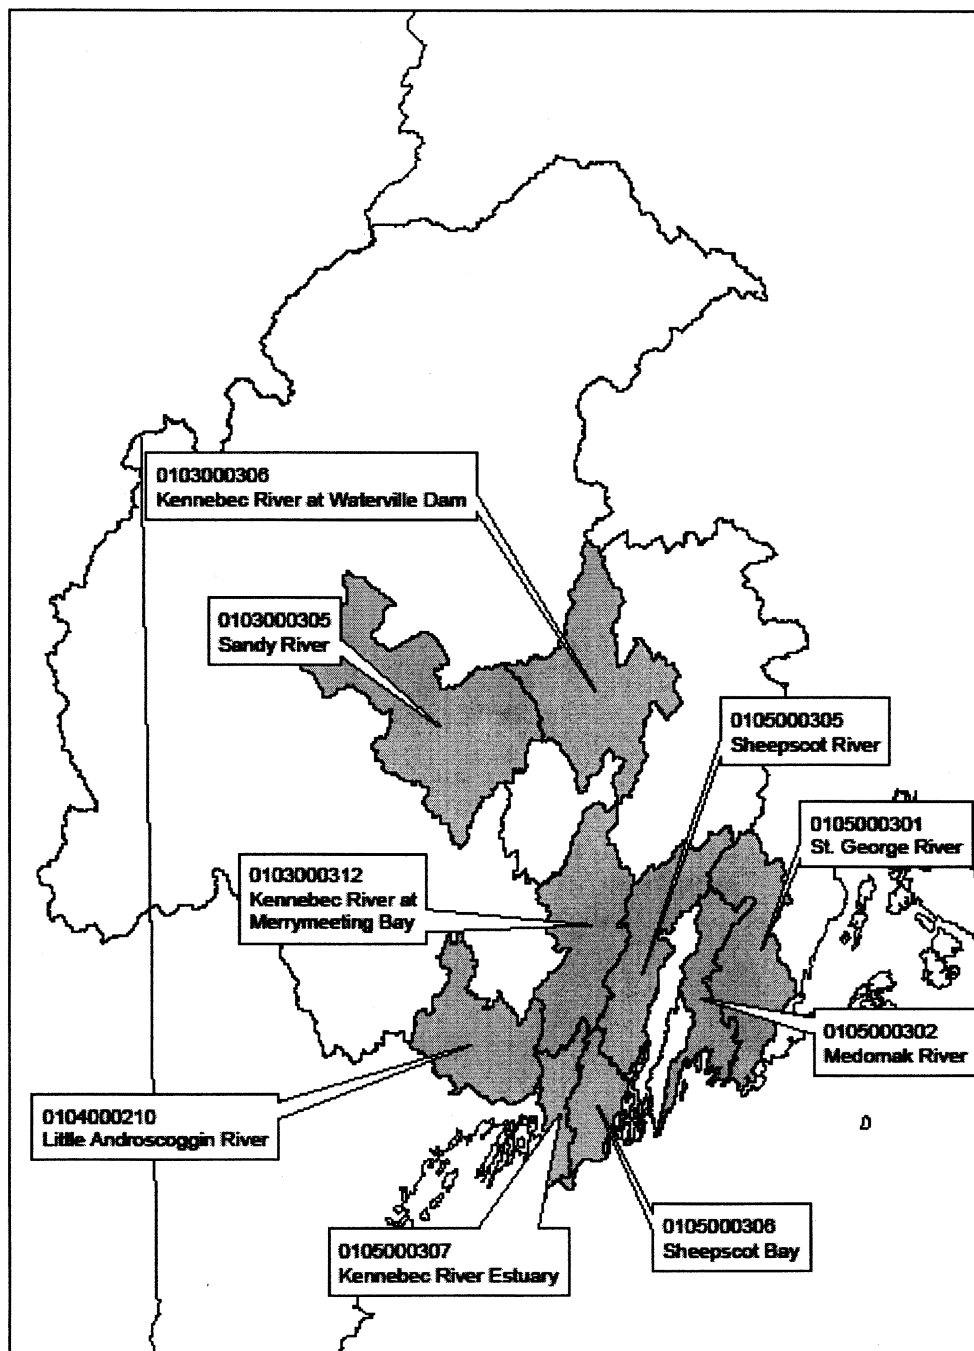 0103000306
Kennebec River at Waterville Dam
0103000305
Sandy River
0105000305
Sheepscot River
0105000301
St. George River
0103000312
Kennebec River at
Merrymeeting Bay
0105000302
Medomak River
0104000210
Little Androscoggin River
0105000306
Sheepscot Bay
0105000307
Kennebec River Estuary